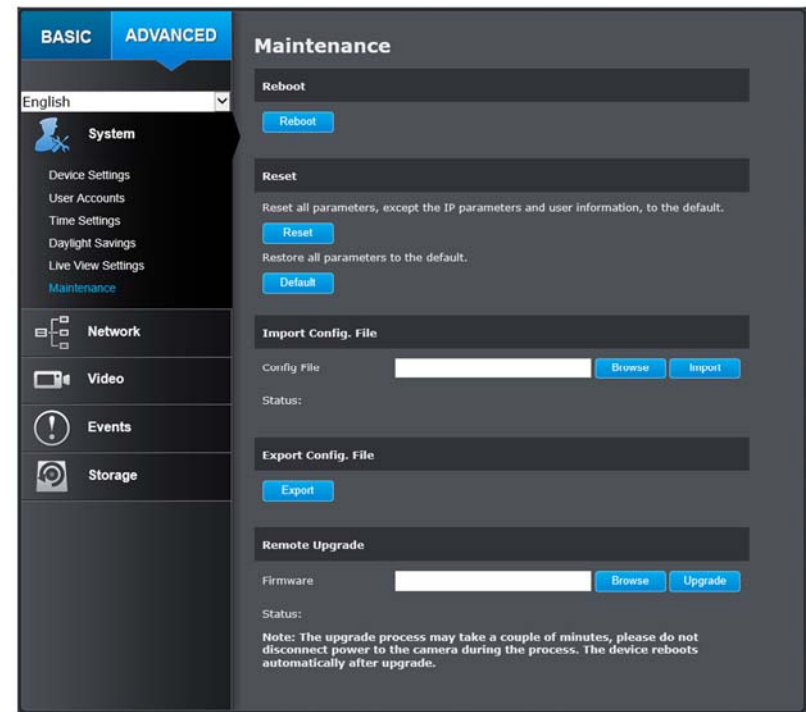 BASIC
ADVANCED
English
System
Device Settings
User Accounts
Time Settings
Daylight Savings
Live View Settings
Maintenance
Network
Video
Events
Storage
Maintenance
Reboot
Reboot
Reset
Reset all parameters, except the IP parameters and user information, to the default.
Reset
Restore all parameters to the default.
Default
Import Config. File
Config File
Browse
Import
Status:
Export Config. File
Export
Remote Upgrade
Firmware
Browse
Upgrade
Status:
Note: The upgrade process may take a couple of minutes, please do not
disconnect power to the camera during the process. The device reboots
automatically after upgrade.